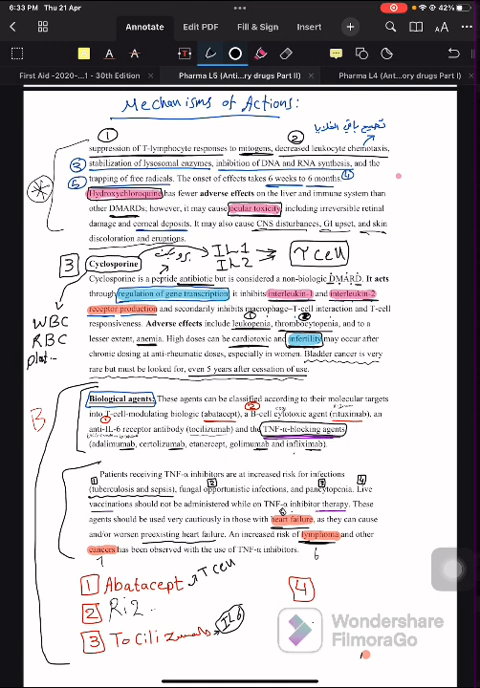 6:33 PM Thu 21 Apr
42%
Annotate Edit PDF Fill & Sign Insert
First Aid -2020-...1 - 30th Edition
Pharma L5 (Anti...ory drugs Part II)
Pharma L4 (Anti...ory drugs Part I)
Mechanisms of Actions:
1 2
suppression of T-lymphocyte responses to mitogens, decreased leukocyte chemotaxis,
3 stabilization of lysosomal enzymes, inhibition of DNA and RNA synthesis, and the
5 trapping of free radicals. The onset of effects takes 6 weeks to 6 months. 4
Hydroxychloroquine has fewer adverse effects on the liver and immune system than
other DMARDs; however, it may cause ocular toxicity, including irreversible retinal
damage and corneal deposits. It may also cause CNS disturbances, GI upset, and skin
discoloration and eruptions.
IL1
3 Cyclosporine IL2 T cell
Cyclosporine is a peptide antibiotic but is considered a non-biologic DMARD. It acts
through regulation of gene transcription, it inhibits interleukin-1 and interleukin-2
receptor production and secondarily inhibits macrophage–T-cell interaction and T-cell
responsiveness. Adverse effects include leukopenia, thrombocytopenia, and to a
lesser extent, anemia. High doses can be cardiotoxic and infertility may occur after
chronic dosing at anti-rheumatic doses, especially in women. Bladder cancer is very
rare but must be looked for, even 5 years after cessation of use.
WBC
RBC
plat..
B
Biological agents: These agents can be classified according to their molecular targets
into T-cell-modulating biologic (abatacept), a B-cell cytotoxic agent (rituximab), an
anti-IL-6 receptor antibody (tocilizumab) and the TNF-α-blocking agents
(adalimumab, certolizumab, etanercept, golimumab and infliximab).
Patients receiving TNF-α inhibitors are at increased risk for infections
(tuberculosis and sepsis), fungal opportunistic infections, and pancytopenia. Live
vaccinations should not be administered while on TNF-α inhibitor therapy. These
agents should be used very cautiously in those with heart failure, as they can cause
and/or worsen preexisting heart failure. An increased risk of lymphoma and other
cancers has been observed with the use of TNF-α inhibitors.
7 6
1 Abatacept T cell
4
2 Ri2
3 Tocilizumab IL6
Wondershare
FilmoraGo